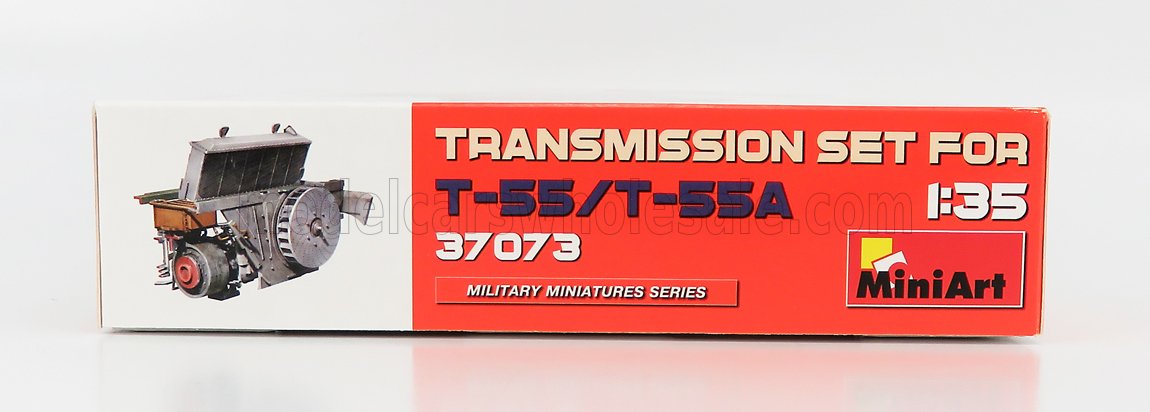 TRANSMISSION SET FOR
T-55/T-55A
1:35
37073
MILITARY MINIATURES SERIES
MiniArt
modelcarswholesale.com